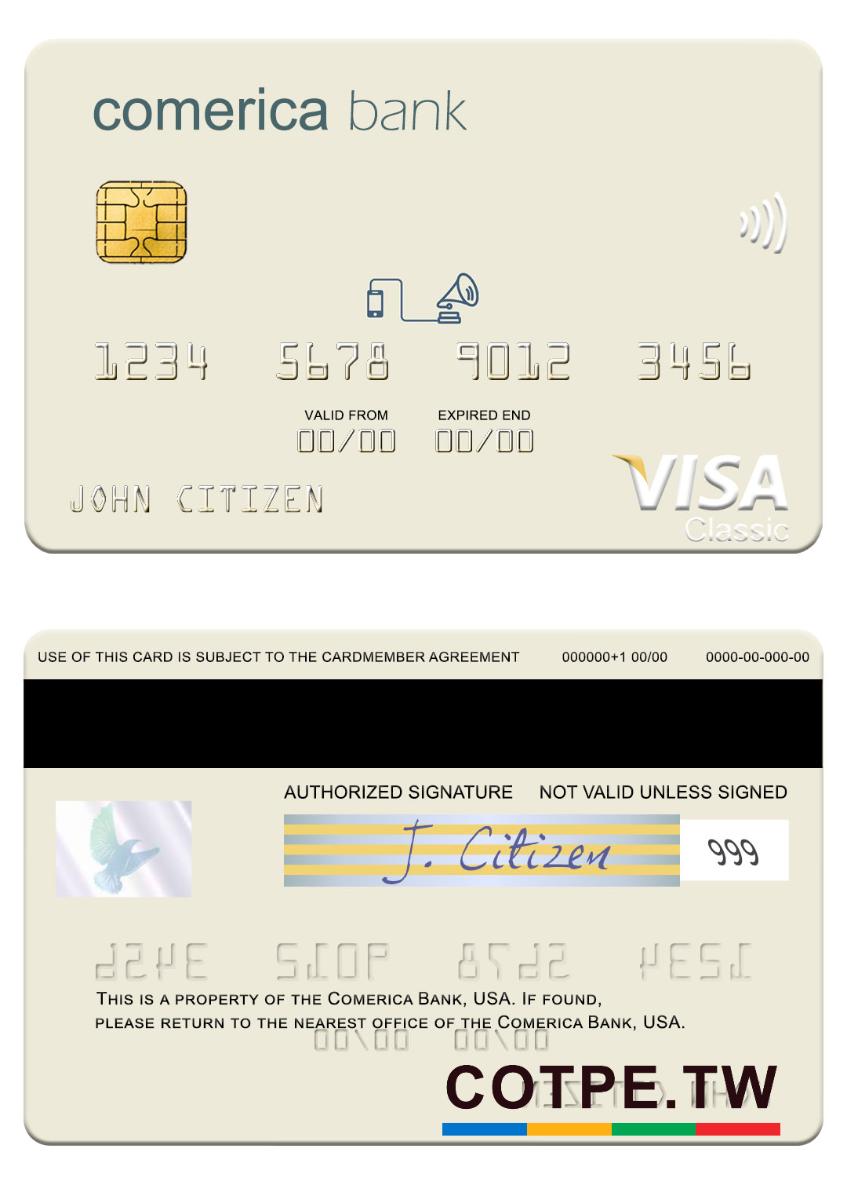 comerica bank
1234 5678 9012 3456
VALID FROM EXPIRED END
00/00 00/00
JOHN CITIZEN
VISA
Classic
USE OF THIS CARD IS SUBJECT TO THE CARDMEMBER AGREEMENT 000000+1 00/00 0000-00-000-00
AUTHORIZED SIGNATURE NOT VALID UNLESS SIGNED
J. Citizen 999
THIS IS A PROPERTY OF THE COMERICA BANK, USA. IF FOUND,
PLEASE RETURN TO THE NEAREST OFFICE OF THE COMERICA BANK, USA.
COTPE.TW